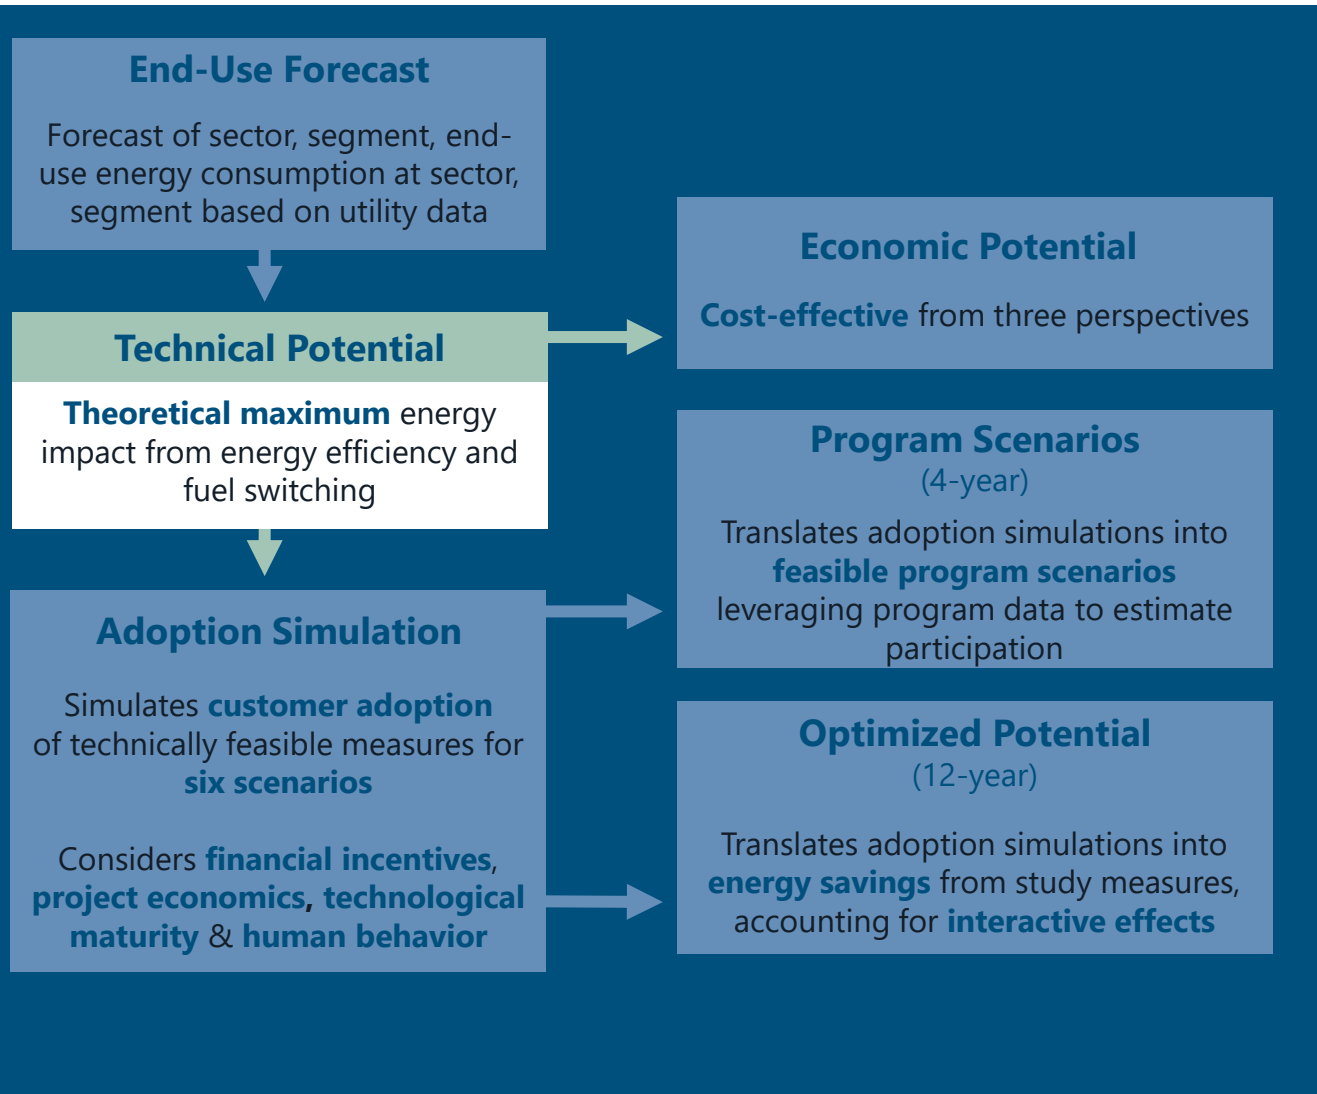 End-Use Forecast
Forecast of sector, segment, end-
use energy consumption at sector,
segment based on utility data
Technical Potential
Theoretical maximum energy
impact from energy efficiency and
fuel switching
Adoption Simulation
Simulates customer adoption
of technically feasible measures for
six scenarios
Considers financial incentives,
project economics, technological
maturity & human behavior
Economic Potential
Cost-effective from three perspectives
Program Scenarios
(4-year)
Translates adoption simulations into
feasible program scenarios
leveraging program data to estimate
participation
Optimized Potential
(12-year)
Translates adoption simulations into
energy savings from study measures,
accounting for interactive effects